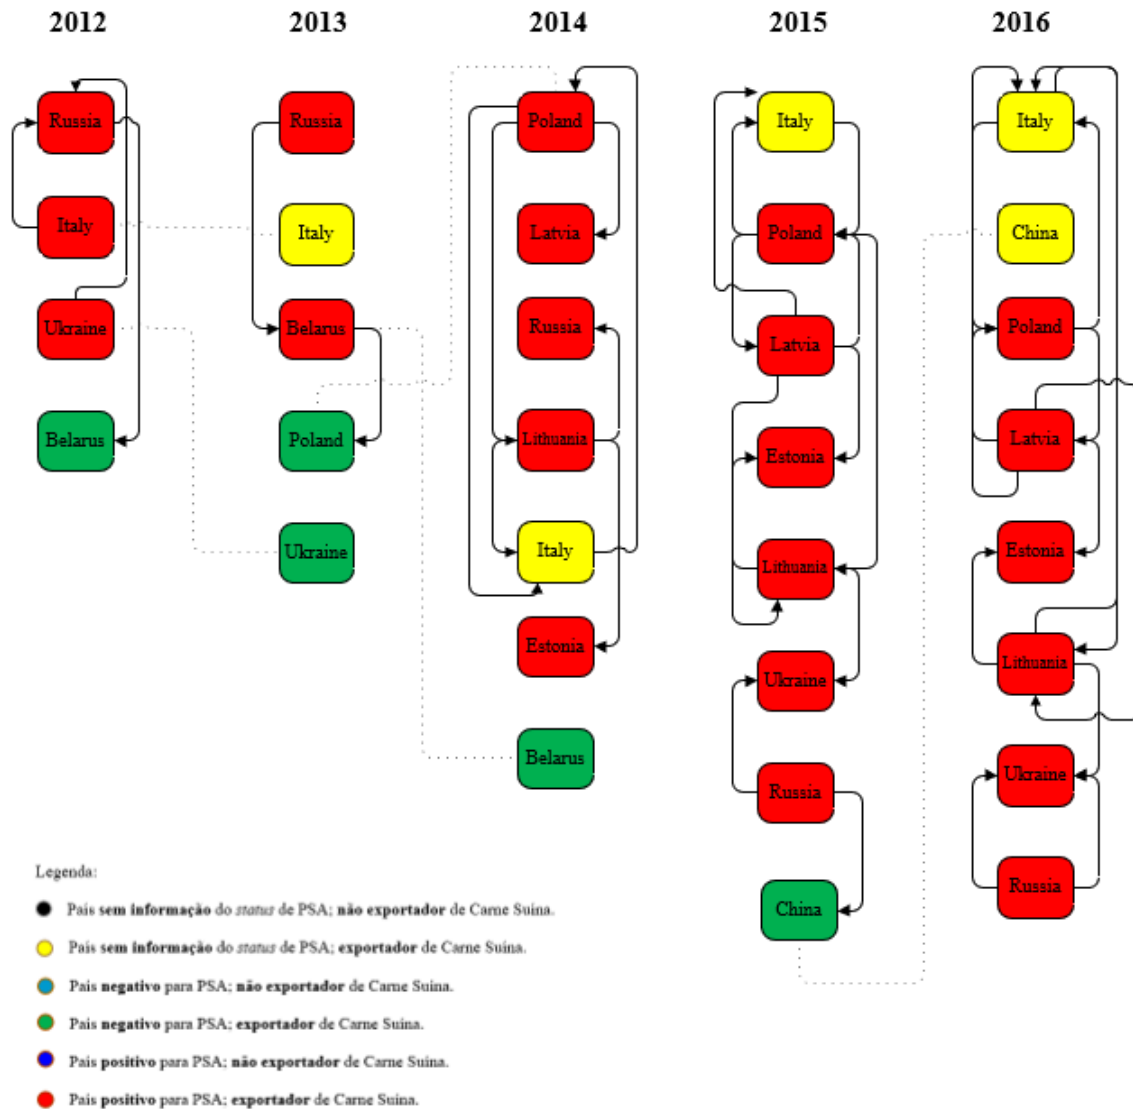 2012
2013
2014
2015
2016
Russia
Italy
Ukraine
Belarus
Russia
Italy
Belarus
Poland
Ukraine
Poland
Latvia
Russia
Lithuania
Italy
Estonia
Belarus
Italy
Poland
Latvia
Estonia
Lithuania
Ukraine
Russia
China
Italy
China
Poland
Latvia
Estonia
Lithuania
Ukraine
Russia
Legenda:
País sem informação do status de PSA; não exportador de Carne Suína.
País sem informação do status de PSA; exportador de Carne Suína.
País negativo para PSA; não exportador de Carne Suína.
País negativo para PSA; exportador de Carne Suína.
País positivo para PSA; não exportador de Carne Suína.
País positivo para PSA; exportador de Carne Suína.